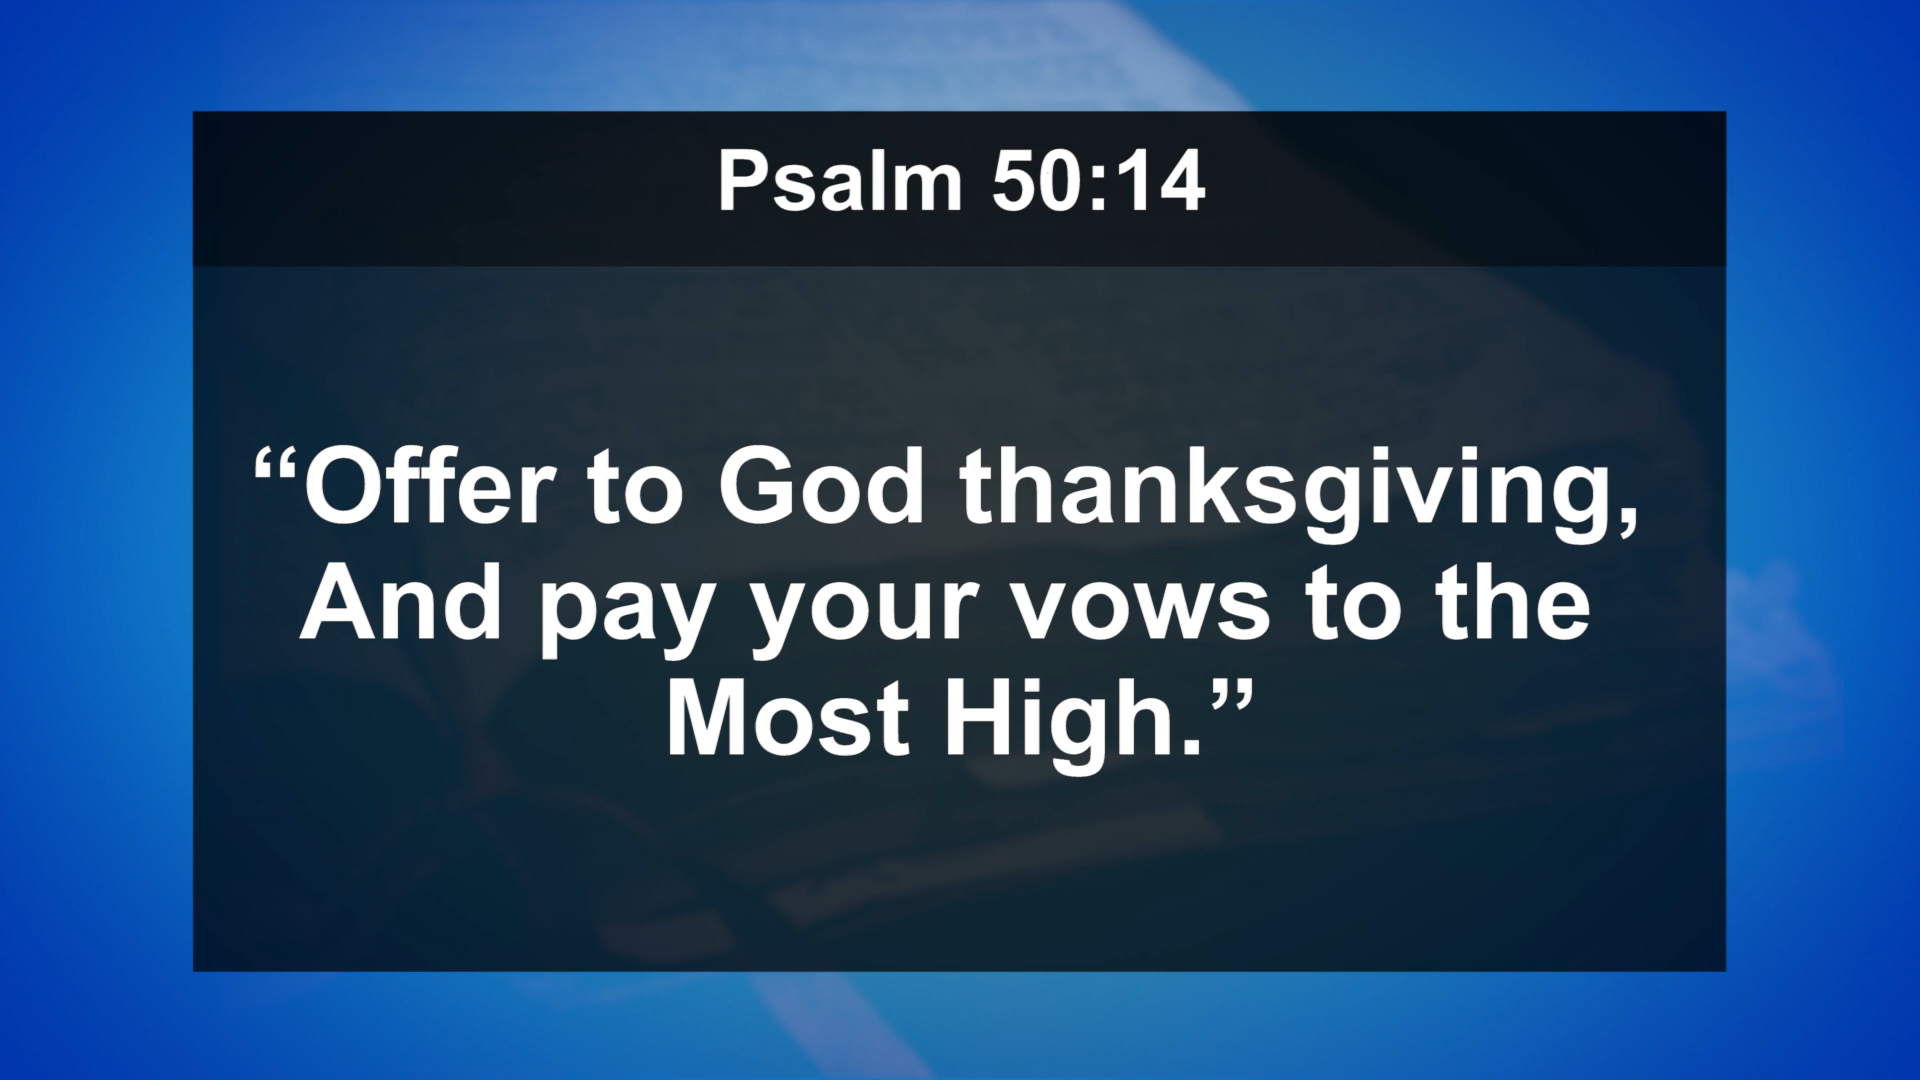 Psalm 50:14
“Offer to God thanksgiving,
And pay your vows to the
Most High.”